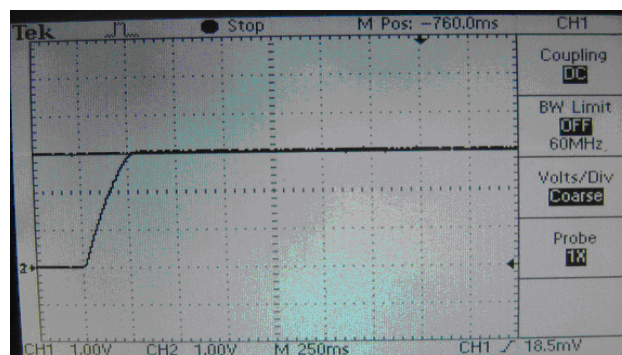 Tek Stop M Pos: -760.0ms CH1
Coupling
DC
BW Limit
OFF
60MHz
Volts/Div
Coarse
Probe
1X
2
CH1 1.00V CH2 1.00V M 250ms CH1 18.5mV